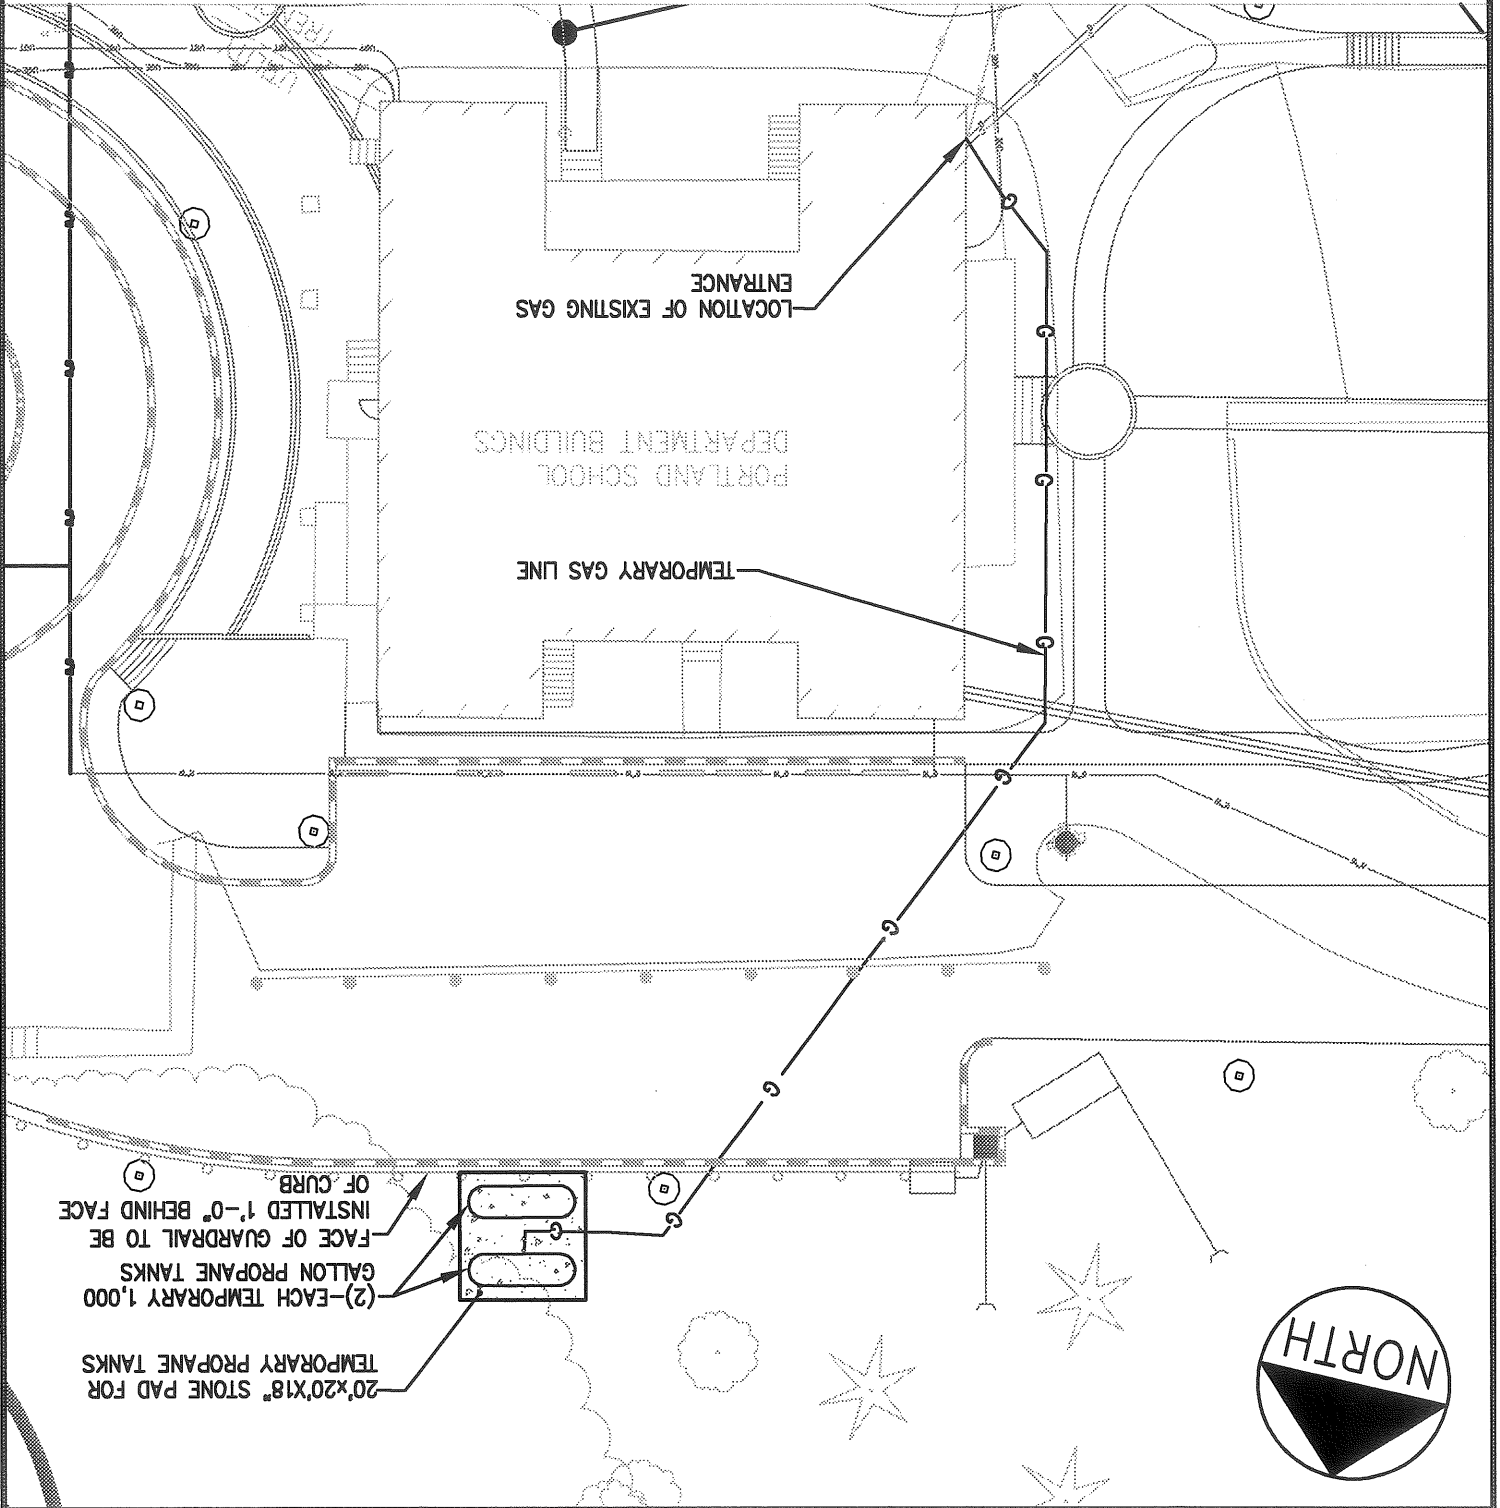 NORTH
20'x20'X18" STONE PAD FOR
TEMPORARY PROPANE TANKS
(2)-EACH TEMPORARY 1,000
GALLON PROPANE TANKS
FACE OF GUARDRAIL TO BE
INSTALLED 1'-0" BEHIND FACE
OF CURB
G
G
G
G
G
G
TEMPORARY GAS LINE
G
PORTLAND SCHOOL
DEPARTMENT BUILDINGS
G
LOCATION OF EXISTING GAS
ENTRANCE
G